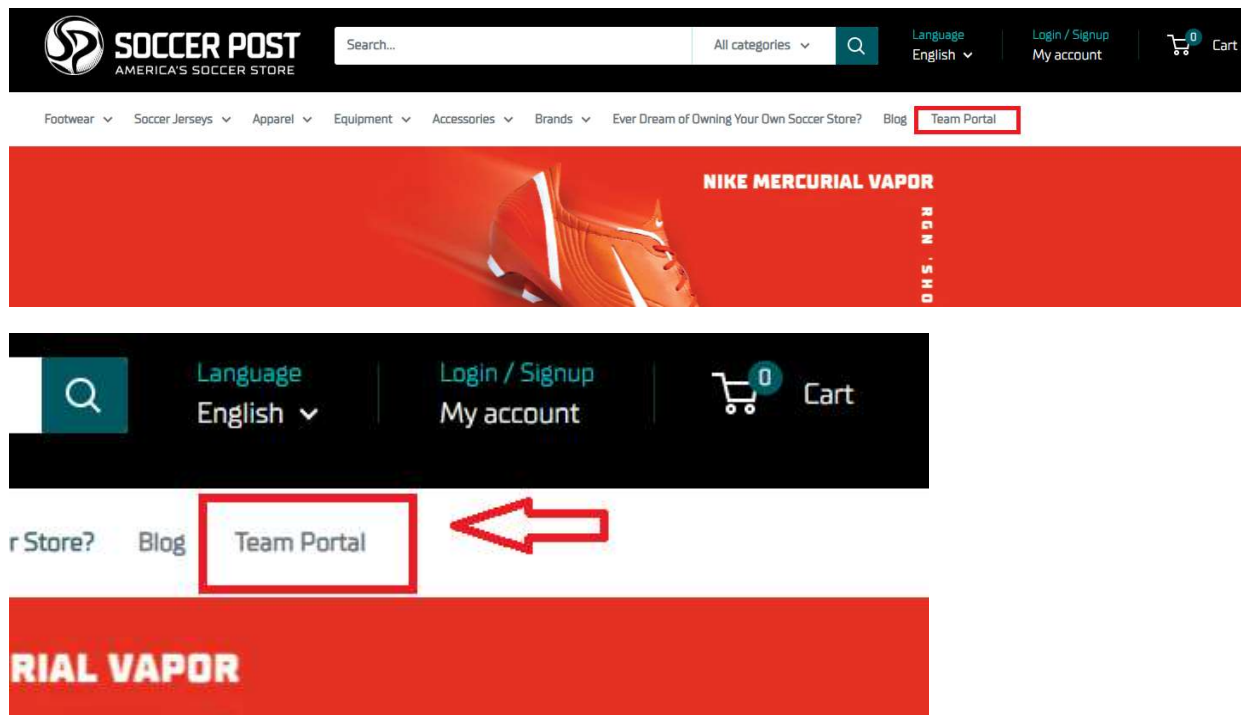 SOCCER POST
AMERICA'S SOCCER STORE
Search...
All categories
Language
English
Login / Signup
My account
0
Cart
Footwear Soccer Jerseys Apparel Equipment Accessories Brands Ever Dream of Owning Your Own Soccer Store? Blog Team Portal
NIKE MERCURIAL VAPOR
RGN 'SHO
Language
English
Login / Signup
My account
0
Cart
r Store? Blog Team Portal
RIAL VAPOR